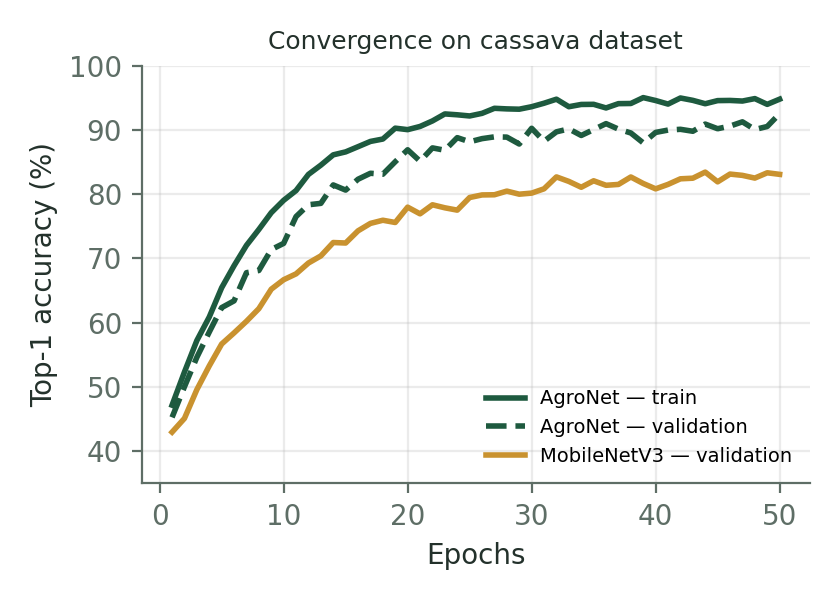 Convergence on cassava dataset
Top-1 accuracy (%)
100
90
80
70
60
50
40
AgroNet — train
AgroNet — validation
MobileNetV3 — validation
0 10 20 30 40 50
Epochs